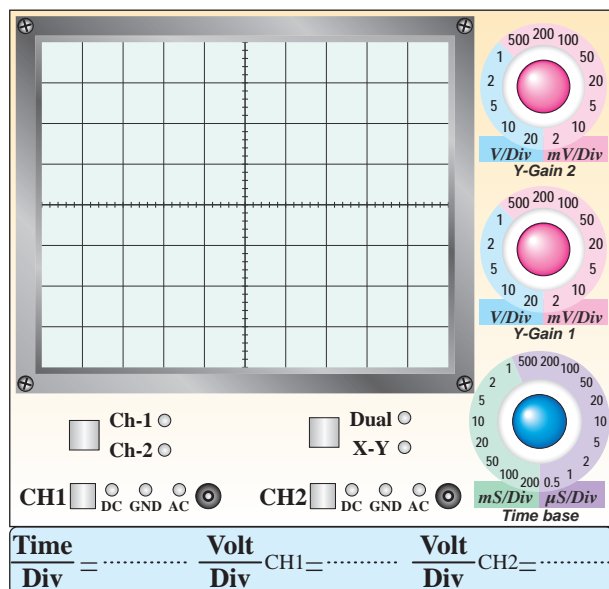 500 200 100
1 50
2 20
5 10
10 20 2
V/Div mV/Div
Y-Gain 2
500 200 100
1 50
2 20
5 10
10 20 2
V/Div mV/Div
Y-Gain 1
1 500 200 100
2 50
5 20
10 10
20 5
50 2
100 200 0.5 1
mS/Div µS/Div
Time base
Ch-1
Ch-2
Dual
X-Y
CH1 DC GND AC
CH2 DC GND AC
Time Volt Volt
= ............... CH1= ............... CH2= ...............
Div Div Div